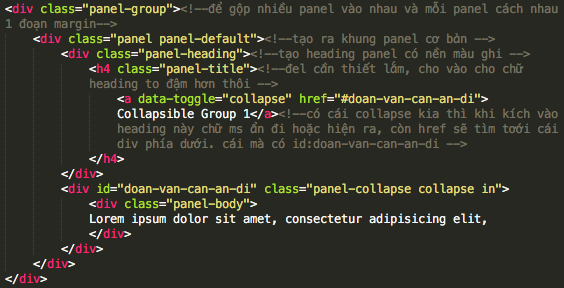 <div class="panel-group"><!--để gộp nhiều panel vào nhau và mỗi panel cách nhau
1 đoạn margin-->
<div class="panel panel-default"><!--tạo ra khung panel cơ bản -->
<div class="panel-heading"><!--tạo heading panel có nền màu ghi -->
<h4 class="panel-title"><!--đel cần thiết lắm, cho vào cho chữ
heading to đậm hơn thôi -->
<a data-toggle="collapse" href="#doan-van-can-an-di">
Collapsible Group 1</a><!--có cái collapse kia thì khi kích vào
heading này chữ ms ẩn đi hoặc hiện ra, còn href sẽ tìm tới cái
div phía dưới. cái mà có id:doan-van-can-an-di -->
</h4>
</div>
<div id="doan-van-can-an-di" class="panel-collapse collapse in">
<div class="panel-body">
Lorem ipsum dolor sit amet, consectetur adipisicing elit,
</div>
</div>
</div>
</div>